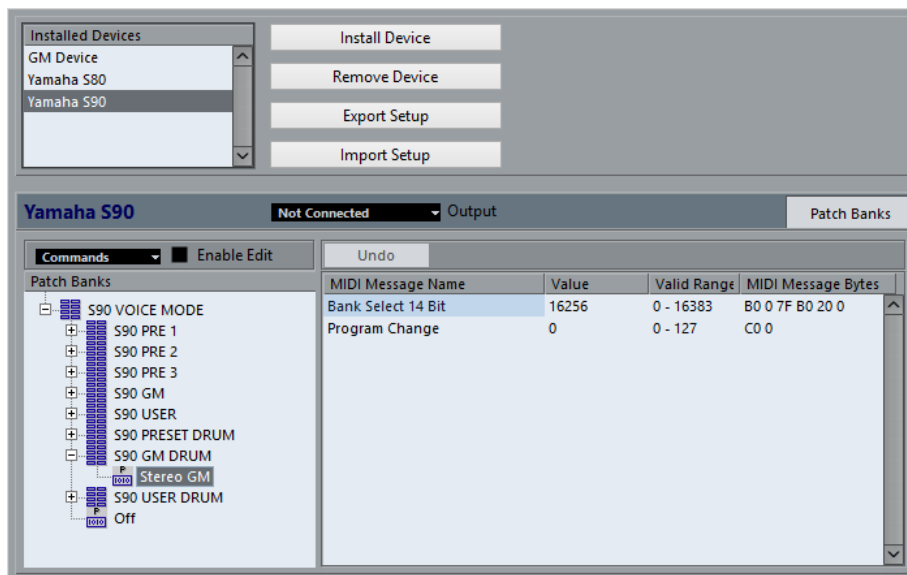 Installed Devices
GM Device
Yamaha S80
Yamaha S90
Install Device
Remove Device
Export Setup
Import Setup
Yamaha S90 Not Connected Output Patch Banks
Commands Enable Edit Undo
Patch Banks
S90 VOICE MODE
S90 PRE 1
S90 PRE 2
S90 PRE 3
S90 GM
S90 USER
S90 PRESET DRUM
S90 GM DRUM
P
1010 Stereo GM
S90 USER DRUM
P
1010 Off
MIDI Message Name Value Valid Range MIDI Message Bytes
Bank Select 14 Bit 16256 0 - 16383 B0 0 7F B0 20 0
Program Change 0 0 - 127 C0 0